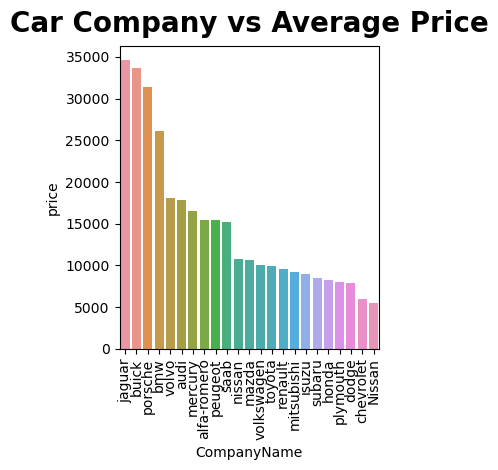 Car Company vs Average Price
35000
30000
25000
20000
15000
10000
5000
0
price
jaguar
buick
porsche
bmw
volvo
audi
mercury
alfa-romero
peugeot
saab
nissan
mazda
volkswagen
toyota
renault
mitsubishi
isuzu
subaru
honda
plymouth
dodge
chevrolet
Nissan
CompanyName